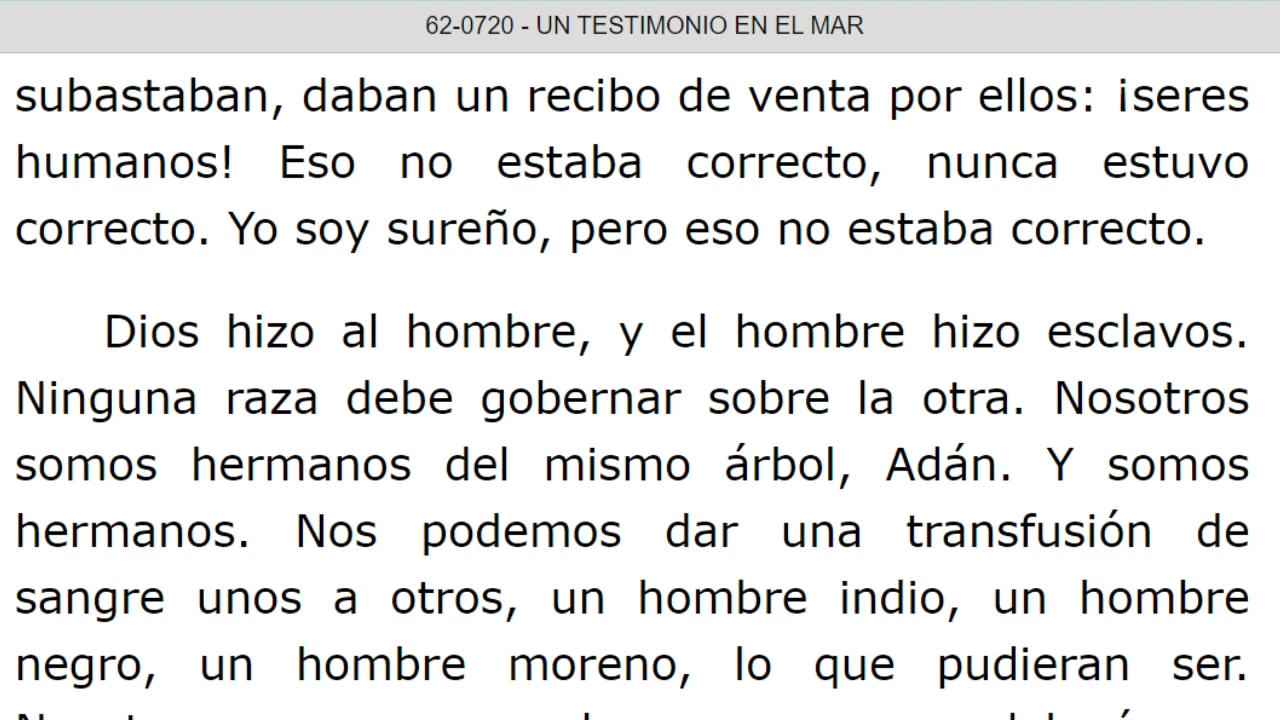 62-0720 - UN TESTIMONIO EN EL MAR
subastaban, daban un recibo de venta por ellos: ¡seres
humanos! Eso no estaba correcto, nunca estuvo
correcto. Yo soy sureño, pero eso no estaba correcto.
Dios hizo al hombre, y el hombre hizo esclavos.
Ninguna raza debe gobernar sobre la otra. Nosotros
somos hermanos del mismo árbol, Adán. Y somos
hermanos. Nos podemos dar una transfusión de
sangre unos a otros, un hombre indio, un hombre
negro, un hombre moreno, lo que pudieran ser.